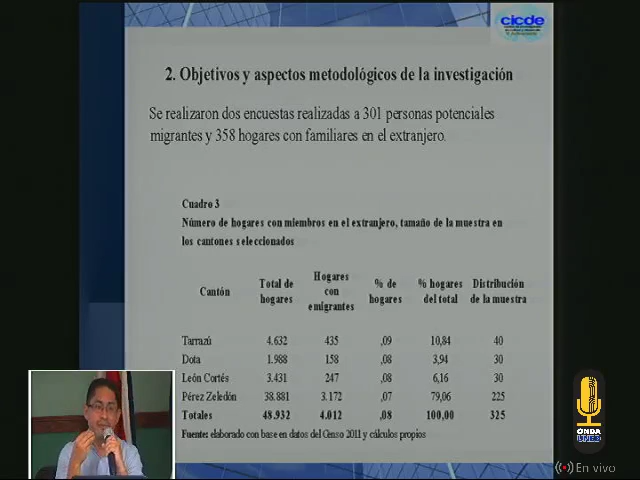 cicde
2. Objetivos y aspectos metodológicos de la investigación
Se realizaron dos encuestas realizadas a 301 personas potenciales
migrantes y 358 hogares con familiares en el extranjero.
Cuadro 3
Número de hogares con miembros en el extranjero, tamaño de la muestra en
los cantones seleccionados
Cantón Total de hogares Hogares con emigrantes % de hogares % hogares del total Distribución de la muestra
Tarrazú 4.632 435 ,09 10,84 40
Dota 1.988 158 ,08 3,94 30
León Cortés 3.431 247 ,08 6,16 30
Pérez Zeledón 38.881 3.172 ,07 79,06 225
Totales 48.932 4.012 ,08 100,00 325
Fuente: elaborado con base en datos del Censo 2011 y cálculos propios
ONDA
UNED
En vivo